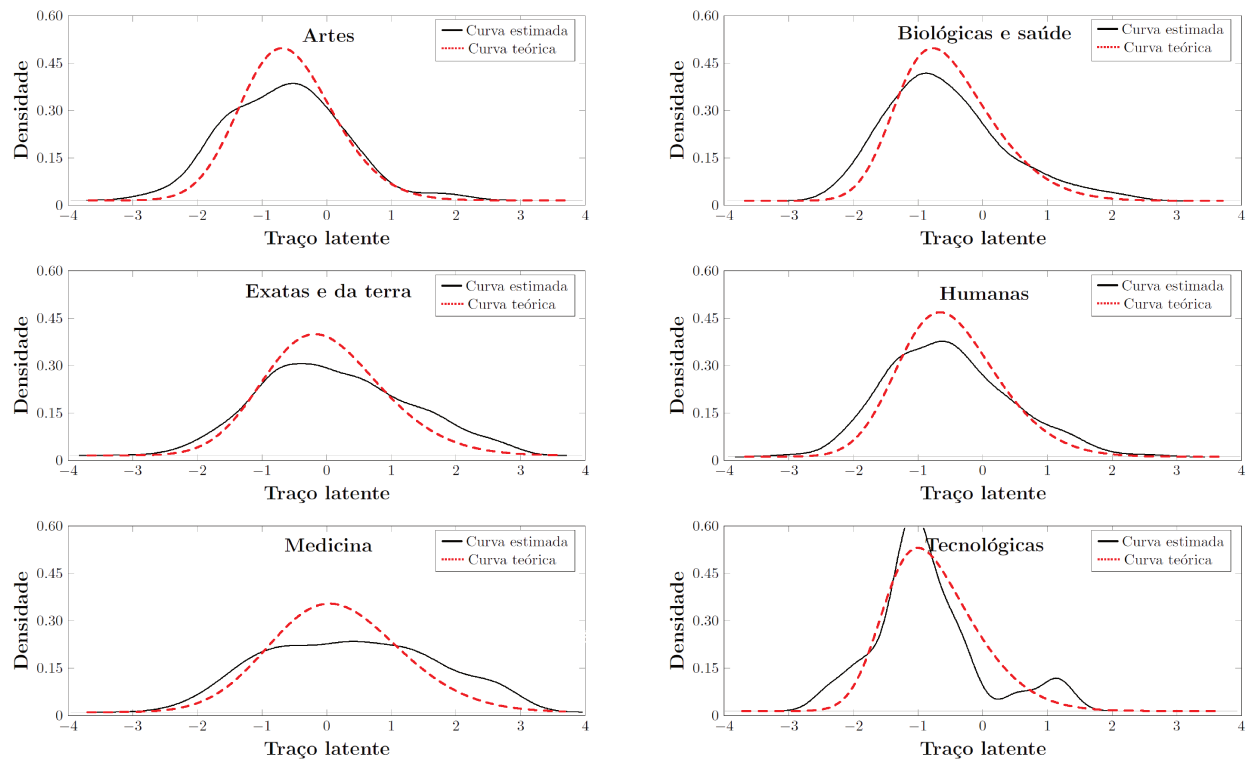 Artes
Curva estimada
Curva teórica
Densidade
0.60
0.45
0.30
0.15
0
−4 −3 −2 −1 0 1 2 3 4
Traço latente
Biológicas e saúde
Curva estimada
Curva teórica
Densidade
0.60
0.45
0.30
0.15
0
−4 −3 −2 −1 0 1 2 3 4
Traço latente
Exatas e da terra
Curva estimada
Curva teórica
Densidade
0.60
0.45
0.30
0.15
0
−4 −3 −2 −1 0 1 2 3 4
Traço latente
Humanas
Curva estimada
Curva teórica
Densidade
0.60
0.45
0.30
0.15
0
−4 −3 −2 −1 0 1 2 3 4
Traço latente
Medicina
Curva estimada
Curva teórica
Densidade
0.60
0.45
0.30
0.15
0
−4 −3 −2 −1 0 1 2 3 4
Traço latente
Tecnológicas
Curva estimada
Curva teórica
Densidade
0.60
0.45
0.30
0.15
0
−4 −3 −2 −1 0 1 2 3 4
Traço latente